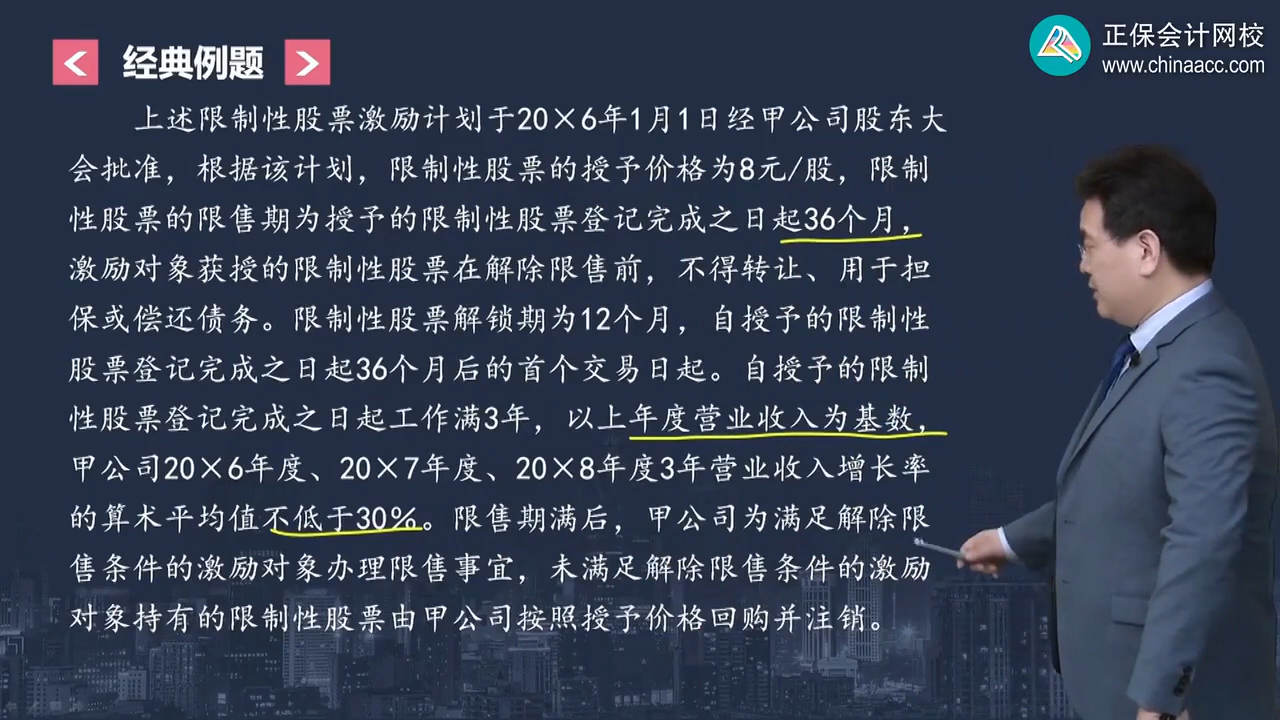 正保会计网校
www.chinaacc.com
经典例题
上述限制性股票激励计划于20×6年1月1日经甲公司股东大
会批准，根据该计划，限制性股票的授予价格为8元/股，限制
性股票的限售期为授予的限制性股票登记完成之日起36个月，
激励对象获授的限制性股票在解除限售前，不得转让、用于担
保或偿还债务。限制性股票解锁期为12个月，自授予的限制性
股票登记完成之日起36个月后的首个交易日起。自授予的限制
性股票登记完成之日起工作满3年，以上年度营业收入为基数，
甲公司20×6年度、20×7年度、20×8年度3年营业收入增长率
的算术平均值不低于30%。限售期满后，甲公司为满足解除限
售条件的激励对象办理限售事宜，未满足解除限售条件的激励
对象持有的限制性股票由甲公司按照授予价格回购并注销。